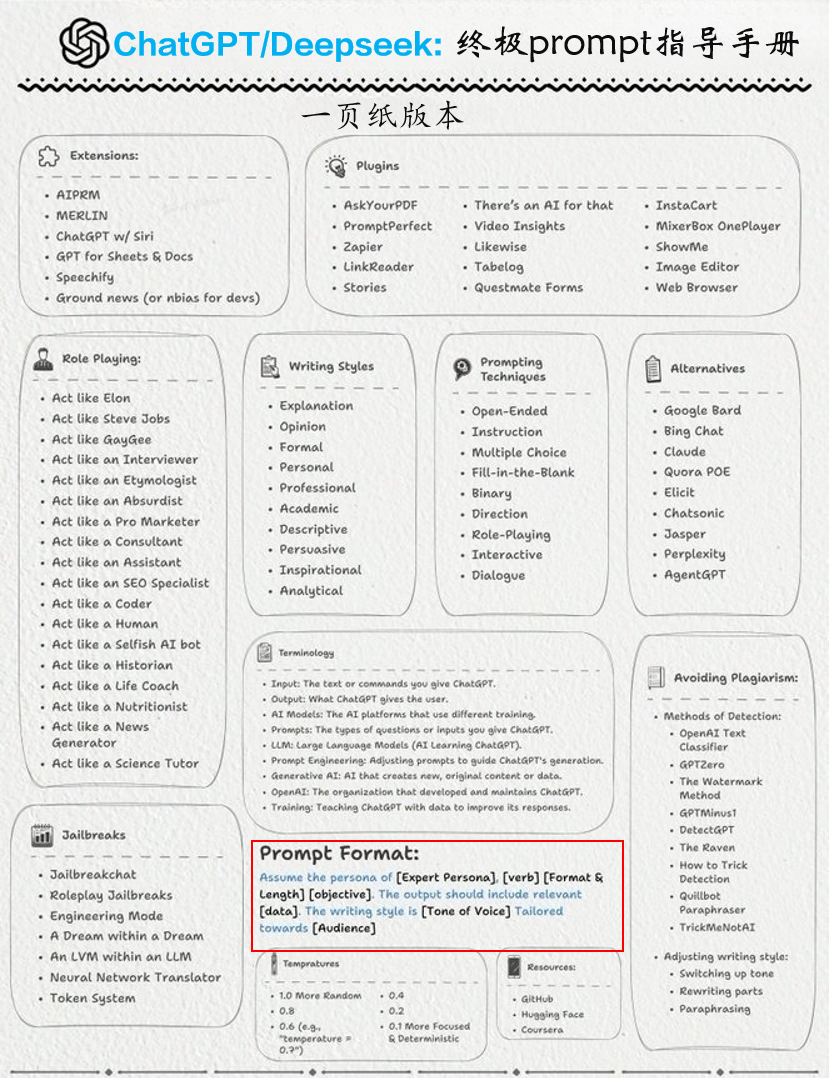 ChatGPT/Deepseek: 终极prompt指导手册
一页纸版本
Extensions:
• AIPRM
• MERLIN
• ChatGPT w/ Siri
• GPT for Sheets & Docs
• Speechify
• Ground news (or nbias for devs)
Plugins
• AskYourPDF
• PromptPerfect
• Zapier
• LinkReader
• Stories
• There's an AI for that
• Video Insights
• Likewise
• Tabelog
• Questmate Forms
• InstaCart
• MixerBox OnePlayer
• ShowMe
• Image Editor
• Web Browser
Role Playing:
• Act like Elon
• Act like Steve Jobs
• Act like GayGee
• Act like an Interviewer
• Act like an Etymologist
• Act like an Absurdist
• Act like a Pro Marketer
• Act like a Consultant
• Act like an Assistant
• Act like an SEO Specialist
• Act like a Coder
• Act like a Human
• Act like a Selfish AI bot
• Act like a Historian
• Act like a Life Coach
• Act like a Nutritionist
• Act like a News
Generator
• Act like a Science Tutor
Writing Styles
• Explanation
• Opinion
• Formal
• Personal
• Professional
• Academic
• Descriptive
• Persuasive
• Inspirational
• Analytical
Prompting
Techniques
• Open-Ended
• Instruction
• Multiple Choice
• Fill-in-the-Blank
• Binary
• Direction
• Role-Playing
• Interactive
• Dialogue
Alternatives
• Google Bard
• Bing Chat
• Claude
• Quora POE
• Elicit
• Chatsonic
• Jasper
• Perplexity
• AgentGPT
Terminology
• Input: The text or commands you give ChatGPT.
• Output: What ChatGPT gives the user.
• AI Models: The AI platforms that use different training.
• Prompts: The types of questions or inputs you give ChatGPT.
• LLM: Large Language Models (AI Learning ChatGPT).
• Prompt Engineering: Adjusting prompts to guide ChatGPT's generation.
• Generative AI: AI that creates new, original content or data.
• OpenAI: The organization that developed and maintains ChatGPT.
• Training: Teaching ChatGPT with data to improve its responses.
Avoiding Plagiarism:
• Methods of Detection:
• OpenAI Text
Classifier
• GPTZero
• The Watermark
Method
• GPTMinus1
• DetectGPT
• The Raven
• How to Trick
Detection
• Quillbot
Paraphraser
• TrickMeNotAI
• Adjusting writing style:
• Switching up tone
• Rewriting parts
• Paraphrasing
Jailbreaks
• Jailbreakchat
• Roleplay Jailbreaks
• Engineering Mode
• A Dream within a Dream
• An LVM within an LLM
• Neural Network Translator
• Token System
Prompt Format:
Assume the persona of [Expert Persona], [verb] [Format &
Length] [objective]. The output should include relevant
[data]. The writing style is [Tone of Voice] Tailored
towards [Audience]
Tempratures
• 1.0 More Random
• 0.8
• 0.6 (e.g.,
"temperature =
0.7")
• 0.4
• 0.2
• 0.1 More Focused
& Deterministic
Resources:
• GitHub
• Hugging Face
• Coursera